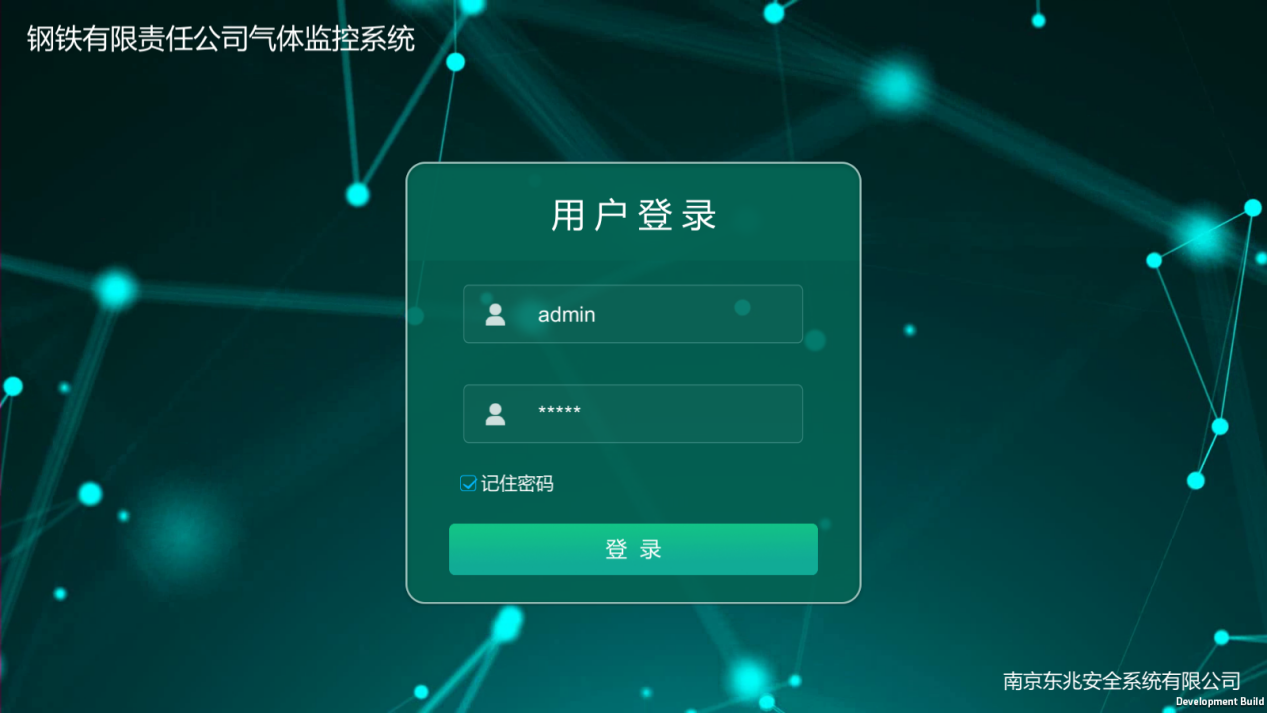 钢铁有限责任公司气体监控系统
用户登录
admin
*****
记住密码
登录
南京东兆安全系统有限公司
Development Build